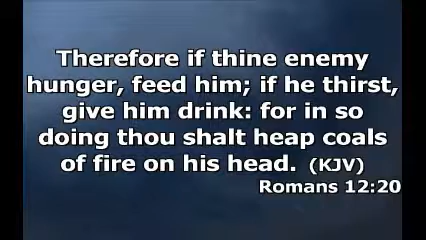 Therefore if thine enemy
hunger, feed him; if he thirst,
give him drink: for in so
doing thou shalt heap coals
of fire on his head. (KJV)
Romans 12:20